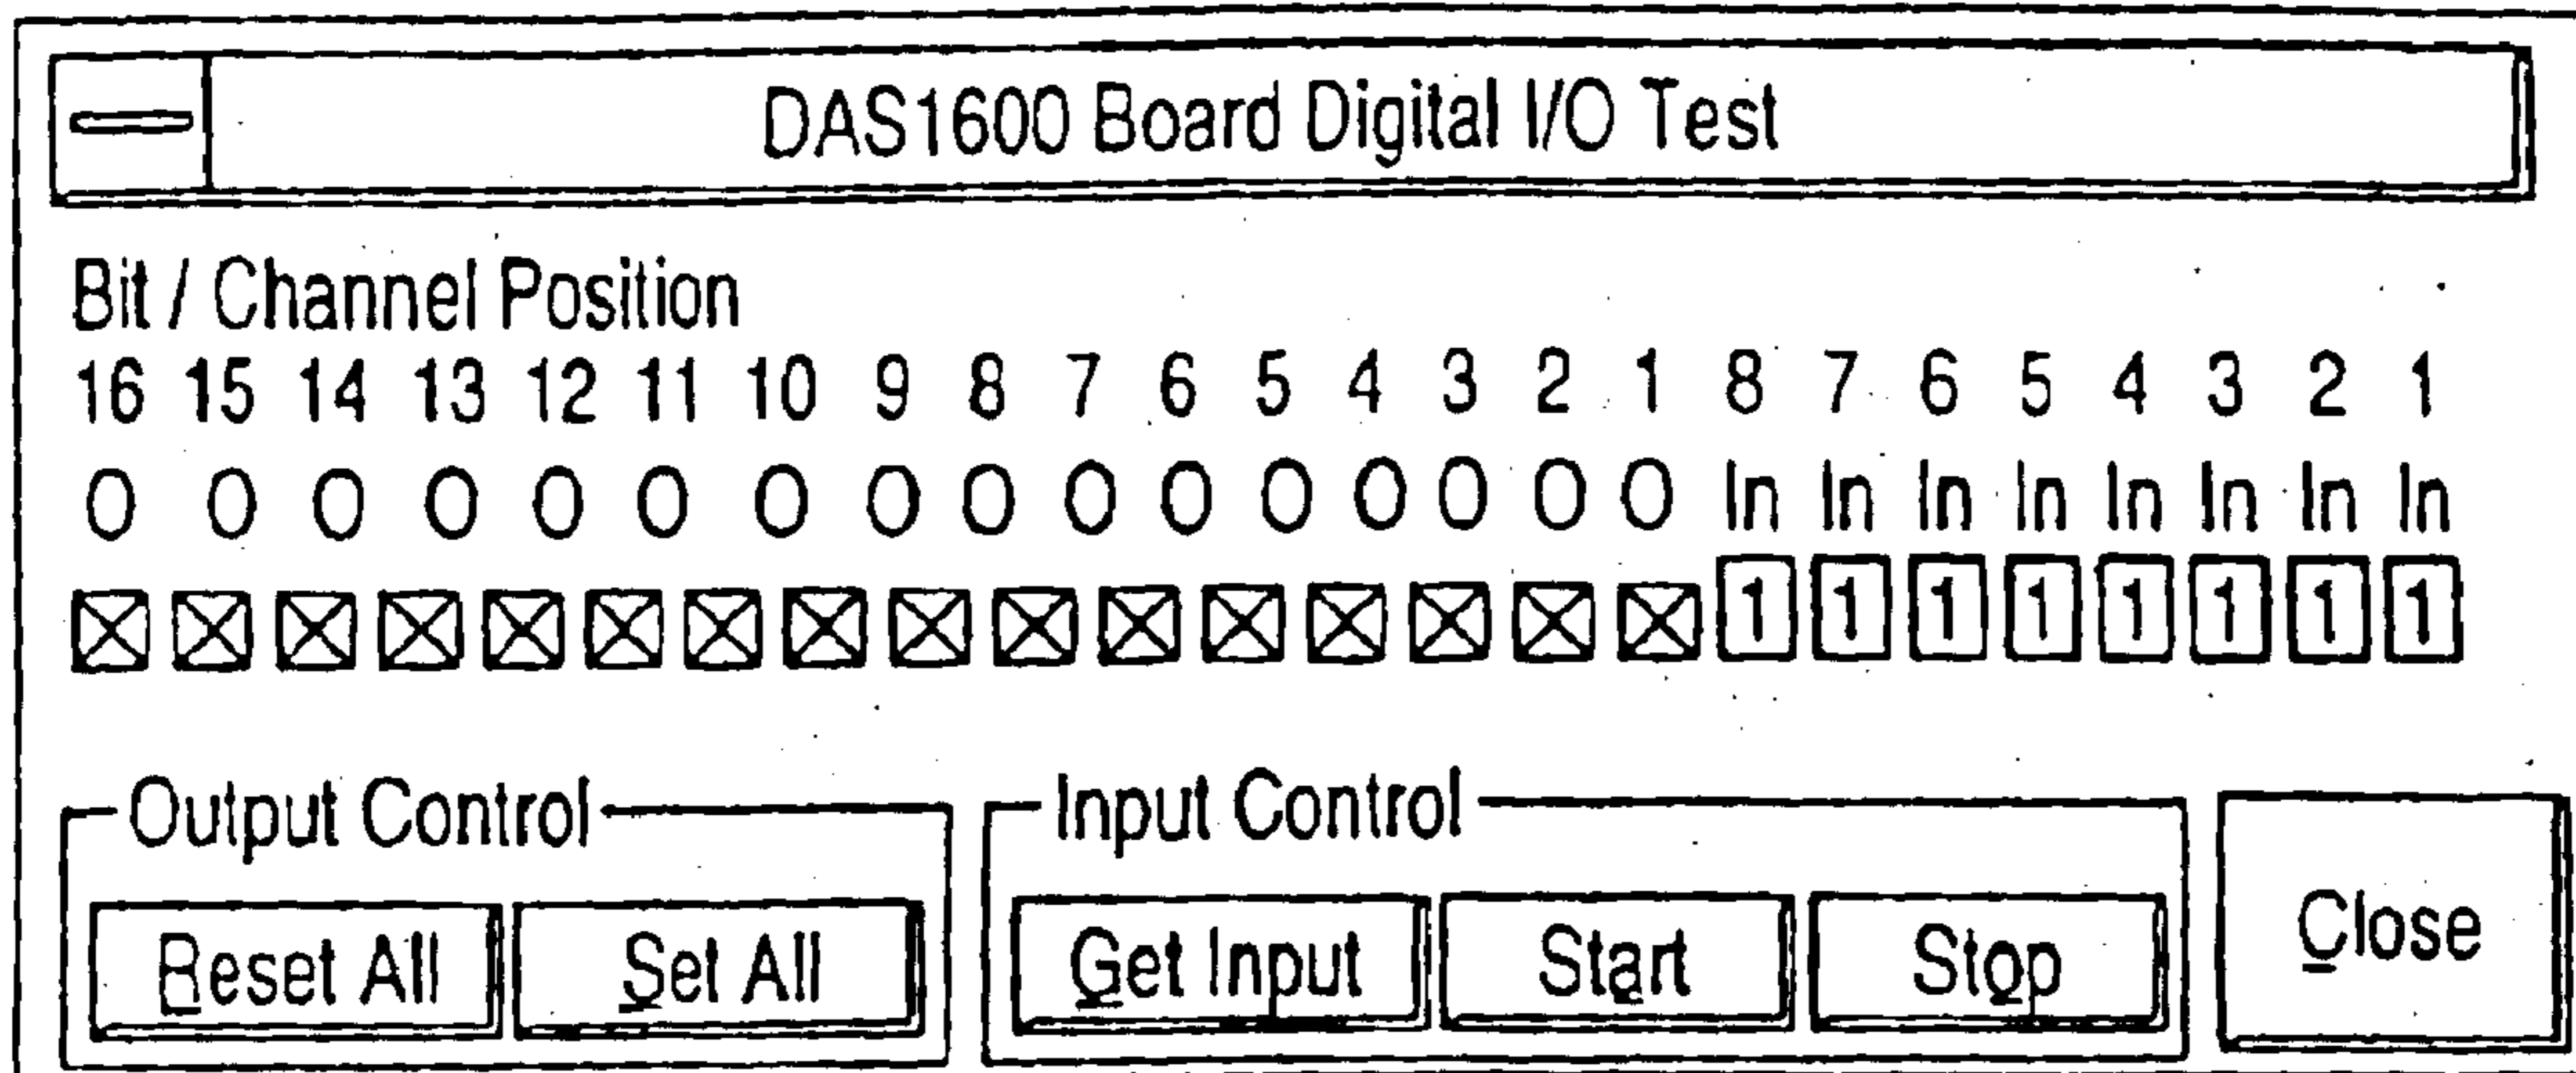 DAS1600 Board Digital I/O Test
Bit / Channel Position
16 15 14 13 12 11 10 9 8 7 6 5 4 3 2 1 8 7 6 5 4 3 2 1
O O O O O O O O O O O O O O O O In In In In In In In In
1 1 1 1 1 1 1 1
Output Control
Input Control
Reset All
Set All
Get Input
Start
Stop
Close